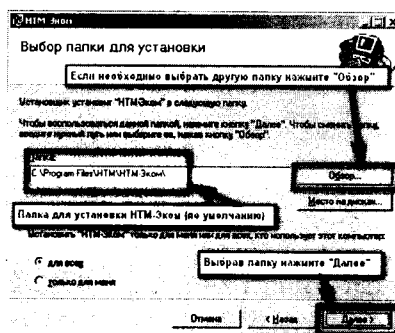 НТМ Эком
Выбор папки для установки
Если необходимо выбрать другую папку нажмите "Обзор"
Установщик установит "НТМ-Эком" в следующую папку.
Чтобы воспользоваться данной папкой, нажмите кнопку "Далее". Чтобы сменить папку,
введите нужный путь или выберите ее, нажав кнопку "Обзор".
Папка:
C:\Program Files\НТМ\НТМ-Эком\
Обзор...
Место на дисках...
Папка для установки НТМ-Эком (по умолчанию)
Установить "НТМ-Эком" только для меня или для всех, кто использует этот компьютер:
для всех
Выбрав папку нажмите "Далее"
только для меня
Отмена
< Назад
Далее >